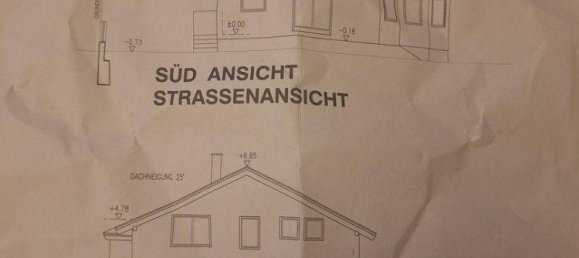 ±0.00
-0.18
-0.73
SÜD ANSICHT
STRASSENANSICHT
+6.95
DACHNEIGUNG 25°
+4.78